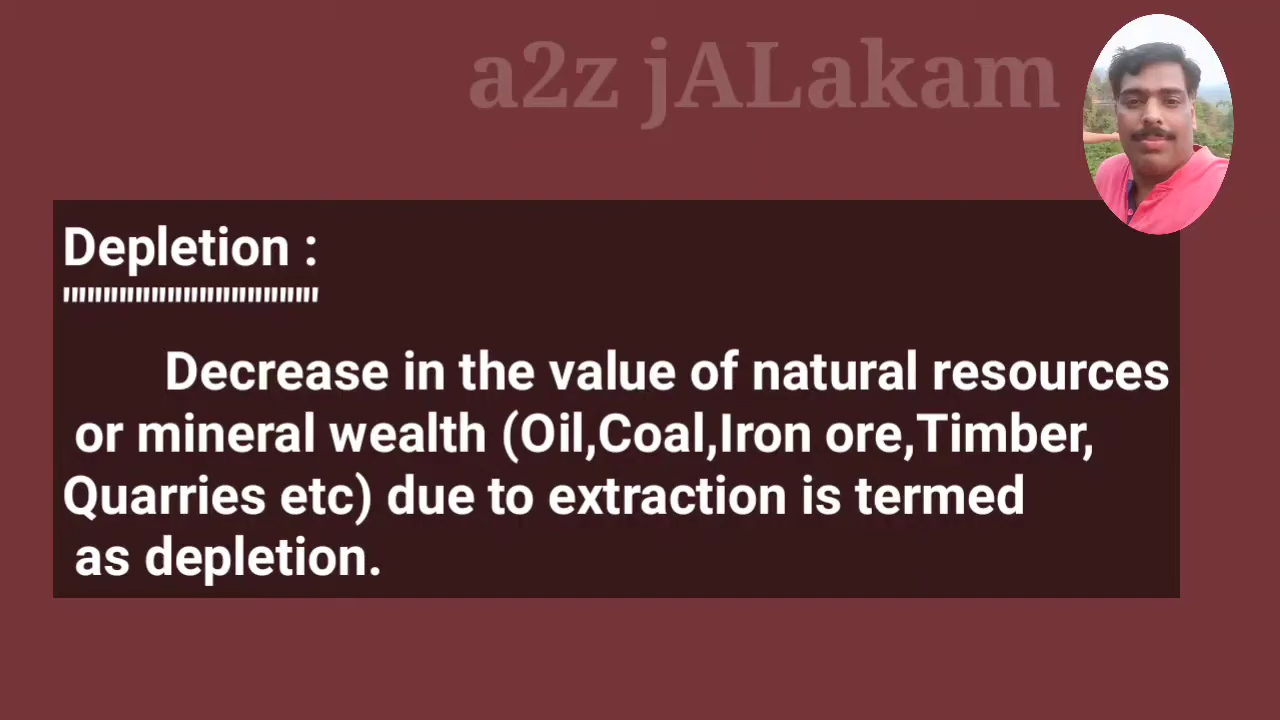 a2z jALakam
Depletion :
""""""""""""""""""""""""""""""""
Decrease in the value of natural resources
or mineral wealth (Oil,Coal,Iron ore,Timber,
Quarries etc) due to extraction is termed
as depletion.